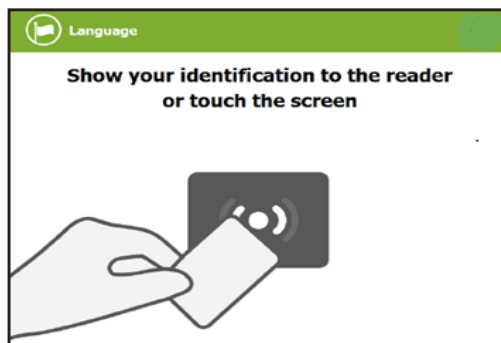 Language
Show your identification to the reader
or touch the screen